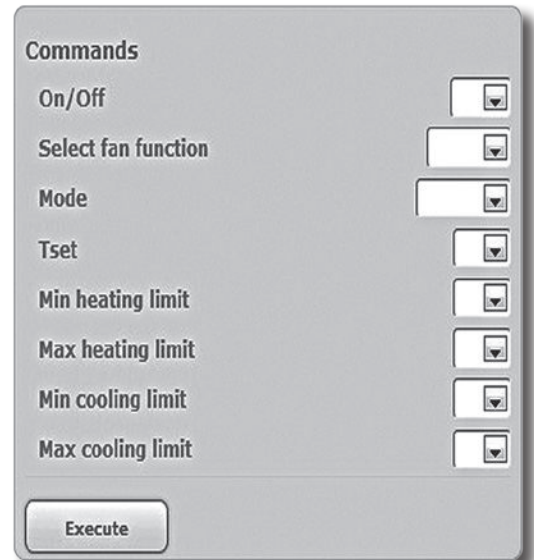 Commands
On/Off
Select fan function
Mode
Tset
Min heating limit
Max heating limit
Min cooling limit
Max cooling limit
Execute